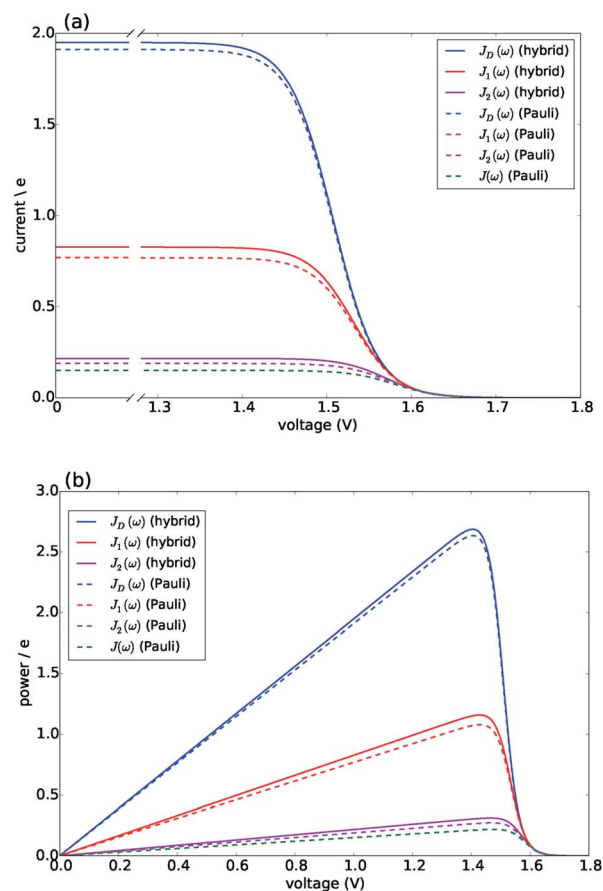 (a)
2.0
1.5
1.0
0.5
0.0
current \ e
0 1.3 1.4 1.5 1.6 1.7 1.8
voltage (V)
J_D(ω) (hybrid)
J_1(ω) (hybrid)
J_2(ω) (hybrid)
J_D(ω) (Pauli)
J_1(ω) (Pauli)
J_2(ω) (Pauli)
J(ω) (Pauli)
(b)
3.0
2.5
2.0
1.5
1.0
0.5
0.0
power / e
0.0 0.2 0.4 0.6 0.8 1.0 1.2 1.4 1.6 1.8
voltage (V)
J_D(ω) (hybrid)
J_1(ω) (hybrid)
J_2(ω) (hybrid)
J_D(ω) (Pauli)
J_1(ω) (Pauli)
J_2(ω) (Pauli)
J(ω) (Pauli)